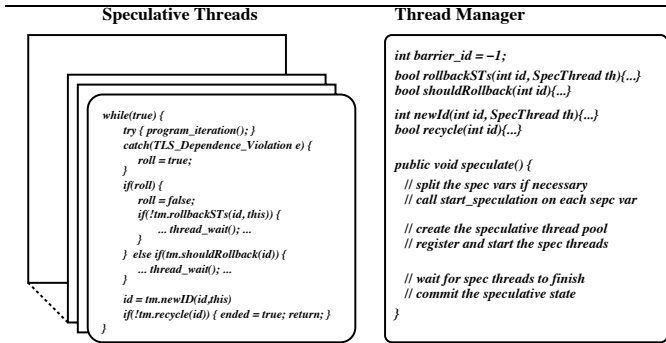 Speculative Threads
while(true) {
try { program_iteration(); }
catch(TLS_Dependence_Violation e) {
roll = true;
}
if(roll) {
roll = false;
if(!tm.rollbackSTs(id, this)) {
... thread_wait(); ...
}
} else if(tm.shouldRollback(id)) {
... thread_wait(); ...
}
id = tm.newID(id,this)
if(!tm.recycle(id)) { ended = true; return; }
}
Thread Manager
int barrier_id = −1;
bool rollbackSTs(int id, SpecThread th){...}
bool shouldRollback(int id){...}
int newId(int id, SpecThread th){...}
bool recycle(int id){...}
public void speculate() {
// split the spec vars if necessary
// call start_speculation on each sepc var
// create the speculative thread pool
// register and start the spec threads
// wait for spec threads to finish
// commit the speculative state
}